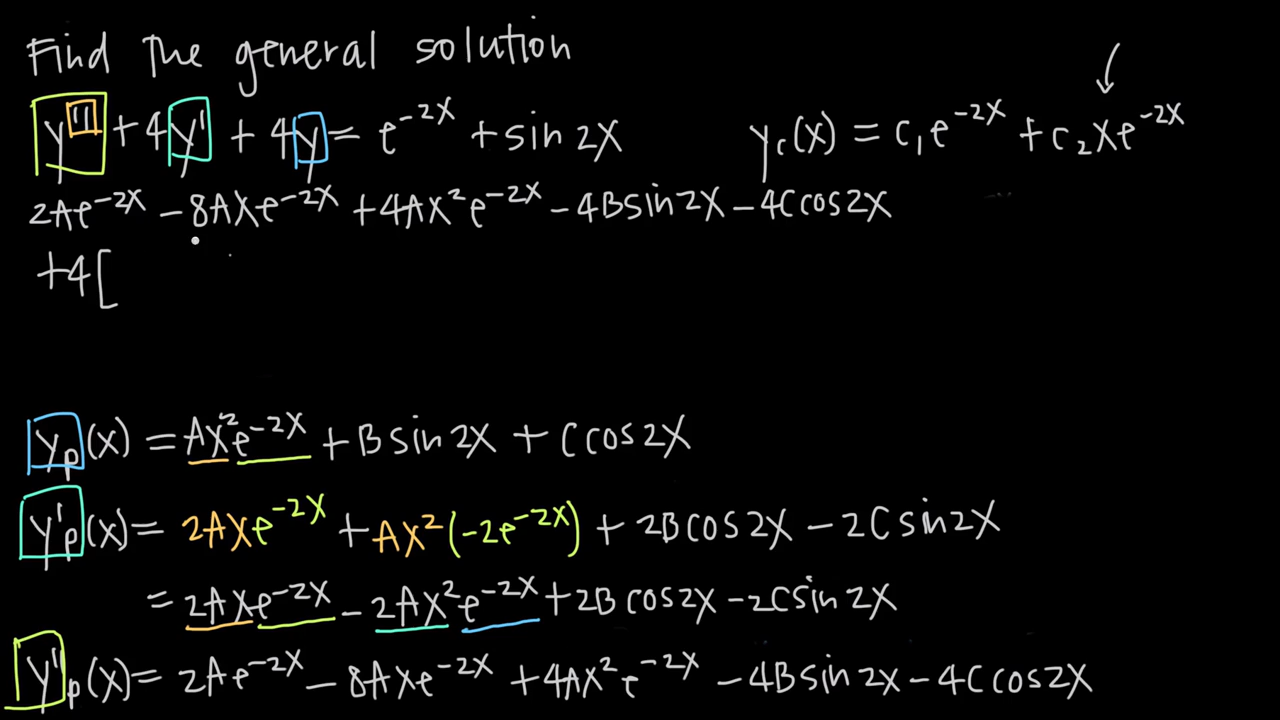 Find the general solution
y'' + 4y' + 4y = e^{-2x} + sin 2x
y_c(x) = c_1 e^{-2x} + c_2 x e^{-2x}
2Ae^{-2x} - 8Axe^{-2x} + 4Ax^2 e^{-2x} - 4B sin 2x - 4C cos 2x
+4[
y_p(x) = Ax^2 e^{-2x} + B sin 2x + C cos 2x
y'_p(x) = 2Axe^{-2x} + Ax^2(-2e^{-2x}) + 2B cos 2x - 2C sin 2x
= 2Axe^{-2x} - 2Ax^2 e^{-2x} + 2B cos 2x - 2C sin 2x
y''_p(x) = 2Ae^{-2x} - 8Axe^{-2x} + 4Ax^2 e^{-2x} - 4B sin 2x - 4C cos 2x